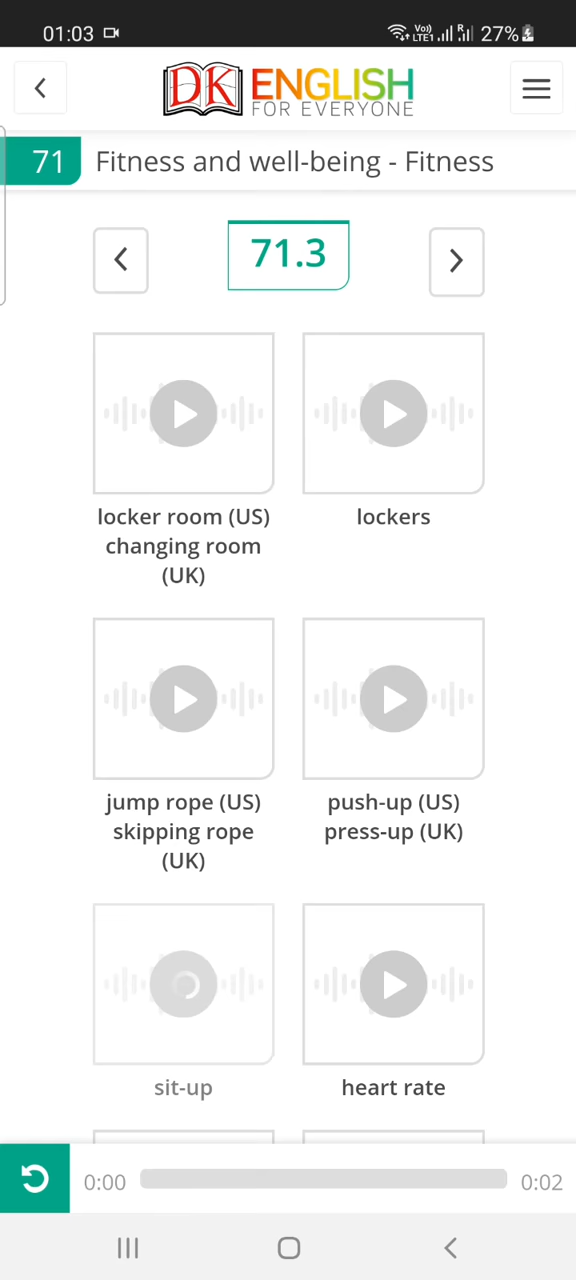 01:03
Vo)) R
LTE1 27%
DK ENGLISH
FOR EVERYONE
71 Fitness and well-being - Fitness
71.3
locker room (US)
changing room
(UK)
lockers
jump rope (US)
skipping rope
(UK)
push-up (US)
press-up (UK)
sit-up
heart rate
0:00
0:02